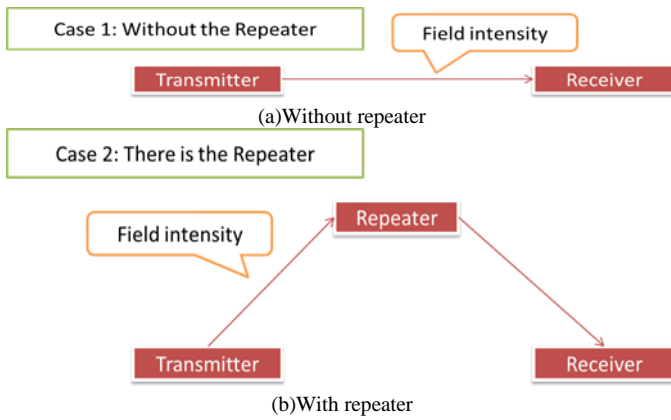 Case 1: Without the Repeater
Field intensity
Transmitter
Receiver
(a)Without repeater
Case 2: There is the Repeater
Repeater
Field intensity
Transmitter
Receiver
(b)With repeater